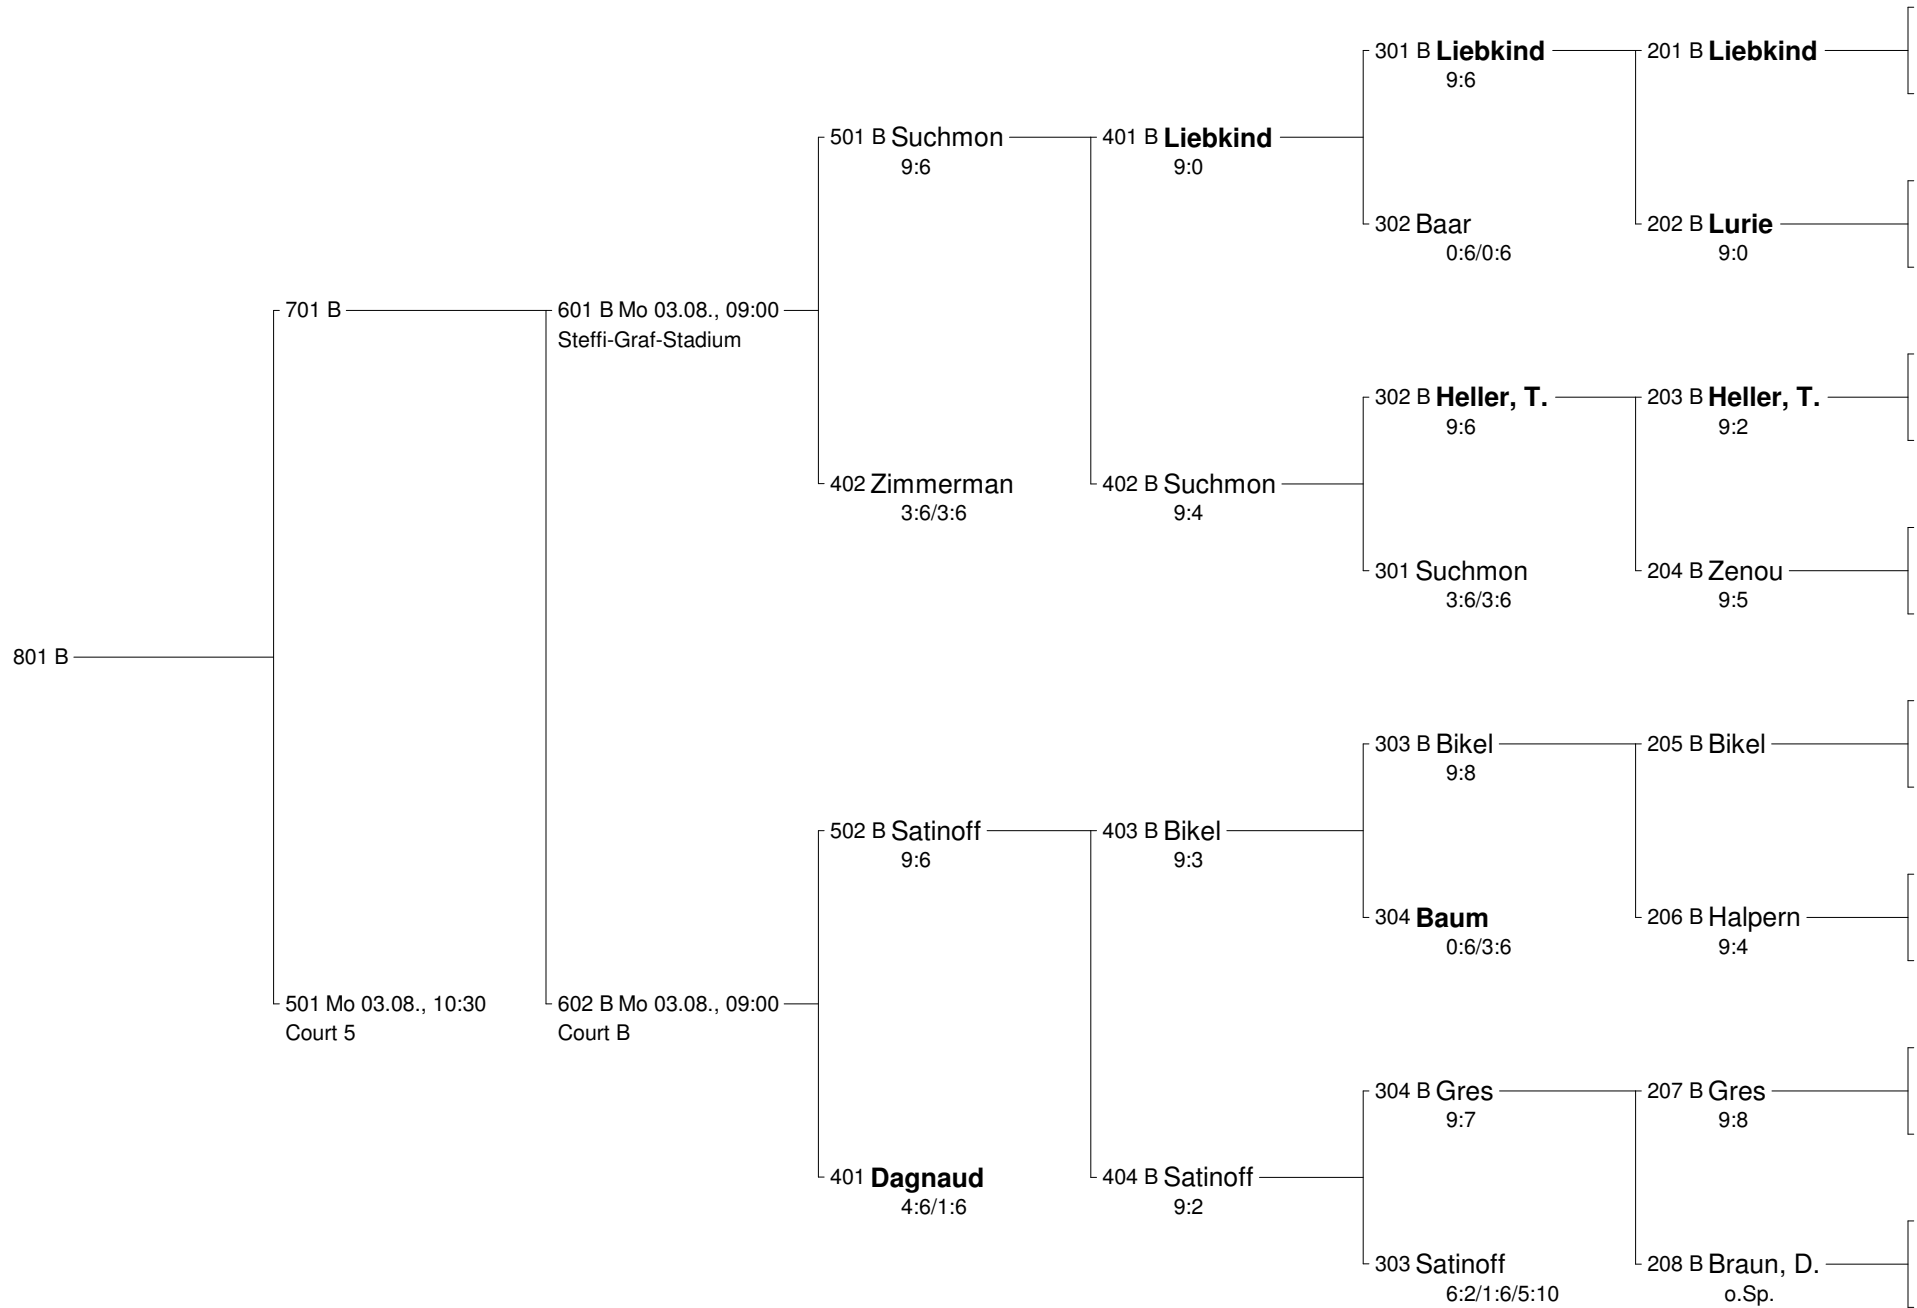 301 B Liebkind
9:6
201 B Liebkind
501 B Suchmon
9:6
401 B Liebkind
9:0
302 Baar
0:6/0:6
202 B Lurie
9:0
701 B
601 B Mo 03.08., 09:00
Steffi-Graf-Stadium
302 B Heller, T.
9:6
203 B Heller, T.
9:2
402 Zimmerman
3:6/3:6
402 B Suchmon
9:4
301 Suchmon
3:6/3:6
204 B Zenou
9:5
801 B
303 B Bikel
9:8
205 B Bikel
502 B Satinoff
9:6
403 B Bikel
9:3
304 Baum
0:6/3:6
206 B Halpern
9:4
501 Mo 03.08., 10:30
Court 5
602 B Mo 03.08., 09:00
Court B
304 B Gres
9:7
207 B Gres
9:8
401 Dagnaud
4:6/1:6
404 B Satinoff
9:2
303 Satinoff
6:2/1:6/5:10
208 B Braun, D.
o.Sp.